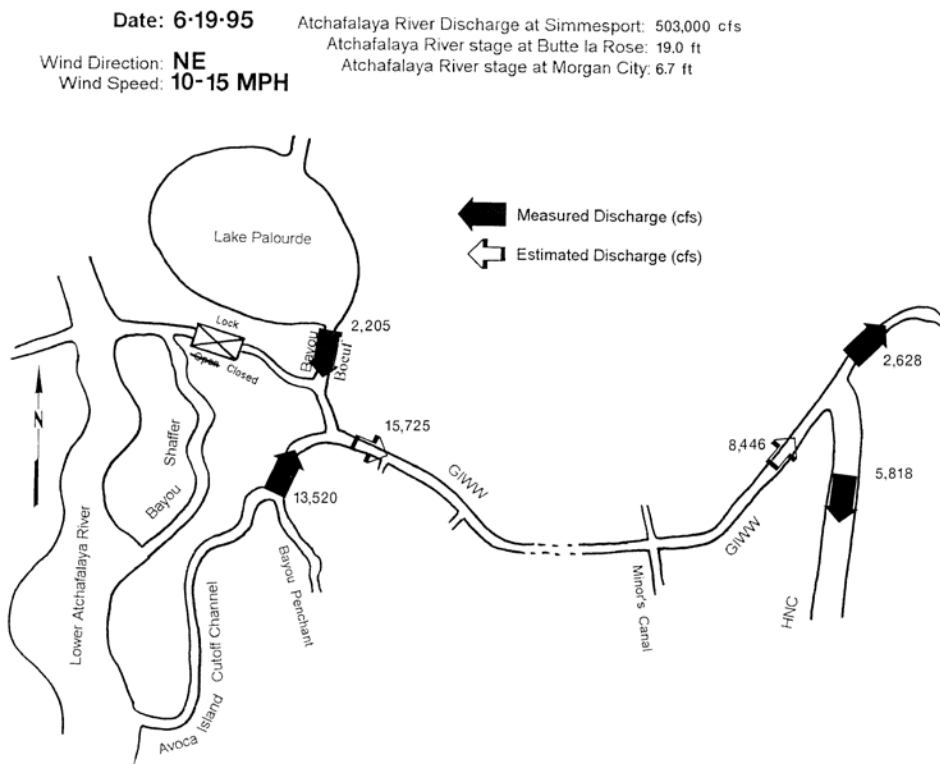 Date: 6-19-95
Atchafalaya River Discharge at Simmesport: 503,000 cfs
Atchafalaya River stage at Butte la Rose: 19.0 ft
Wind Direction: NE
Atchafalaya River stage at Morgan City: 6.7 ft
Wind Speed: 10-15 MPH
Lake Palourde
Measured Discharge (cfs)
Estimated Discharge (cfs)
Lock
Open Closed
2,205
Bayou
Boeuf
2,628
N
15,725
8,446
Bayou Shaffer
GIWW
5,818
13,520
GIWW
Lower Atchafalaya River
Bayou Penchant
Minor's Canal
HNC
Avoca Island Cutoff Channel